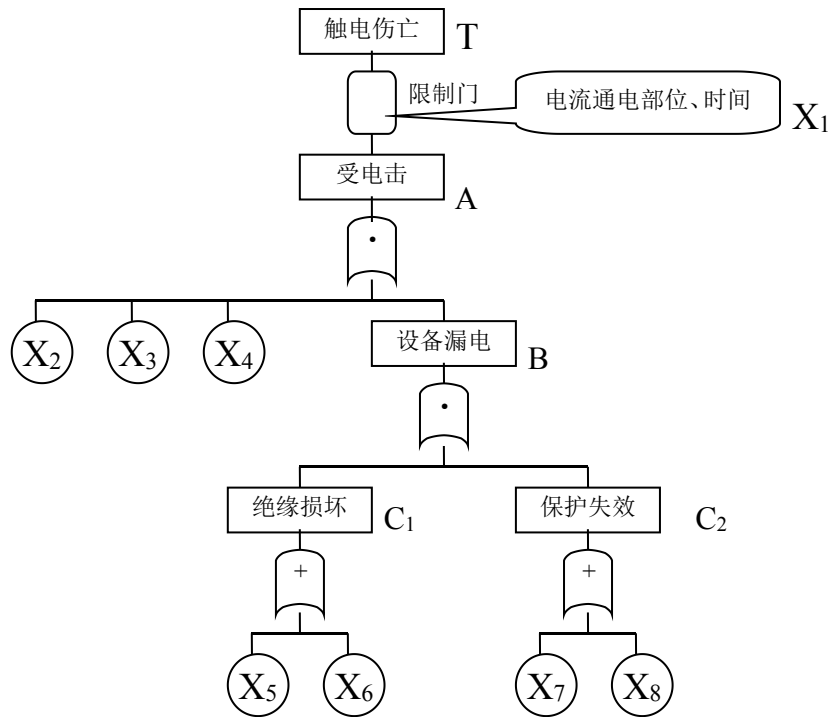 触电伤亡 T
限制门 电流通电部位、时间 X1
受电击 A
·
X2 X3 X4 设备漏电 B
·
绝缘损坏 C1 保护失效 C2
+ +
X5 X6 X7 X8